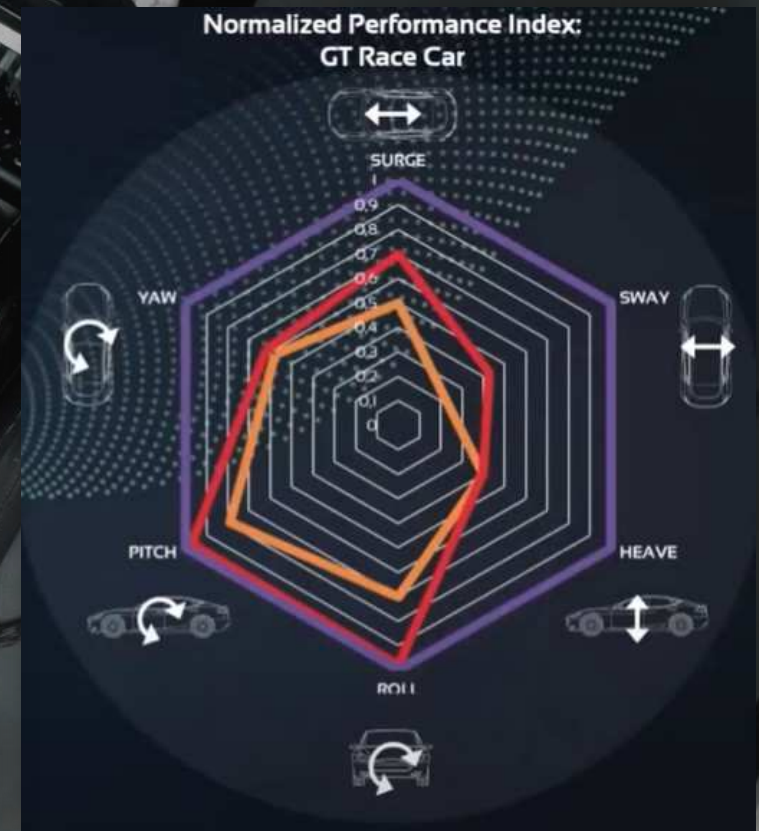 Normalized Performance Index:
GT Race Car
SURGE
1
0,9
0,8
0,7
0,6
0,5
0,4
0,3
0,2
0,1
0
YAW
SWAY
PITCH
HEAVE
ROLL